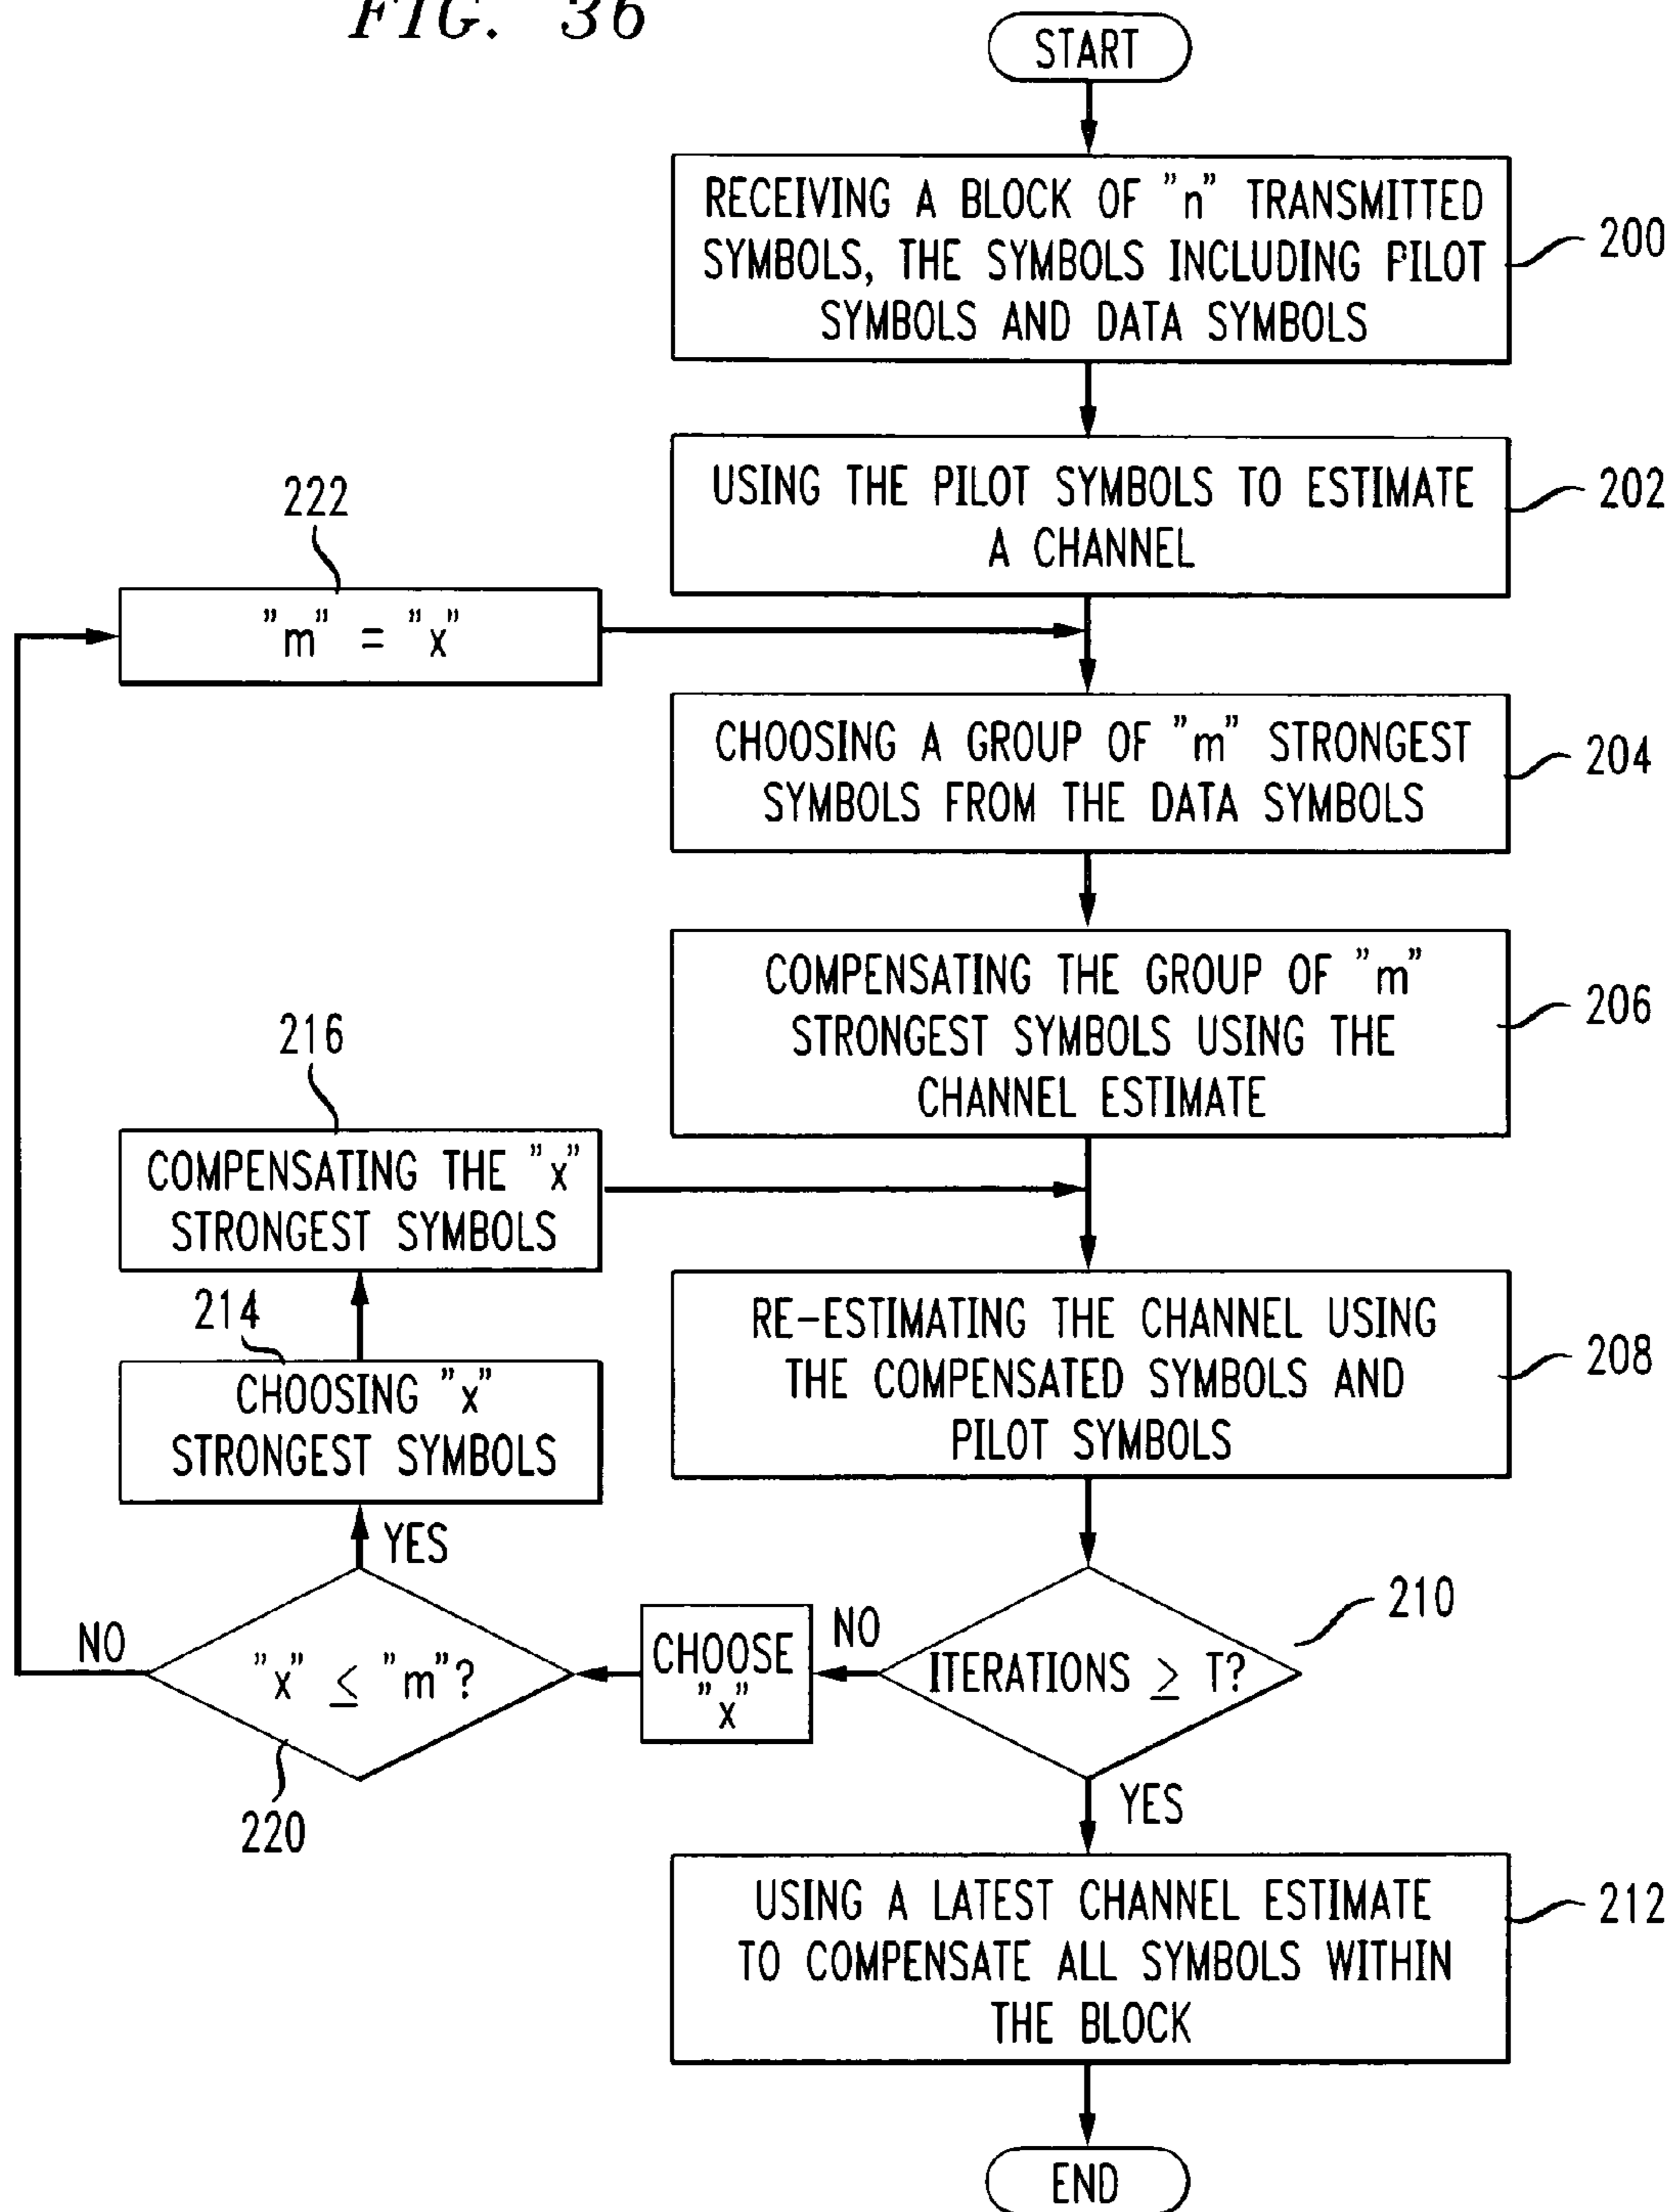 FIG. 36
START
RECEIVING A BLOCK OF "n" TRANSMITTED
SYMBOLS, THE SYMBOLS INCLUDING PILOT
SYMBOLS AND DATA SYMBOLS
200
USING THE PILOT SYMBOLS TO ESTIMATE
A CHANNEL
202
222
"m" = "x"
CHOOSING A GROUP OF "m" STRONGEST
SYMBOLS FROM THE DATA SYMBOLS
204
COMPENSATING THE GROUP OF "m"
STRONGEST SYMBOLS USING THE
CHANNEL ESTIMATE
206
216
COMPENSATING THE "x"
STRONGEST SYMBOLS
214
CHOOSING "x"
STRONGEST SYMBOLS
RE-ESTIMATING THE CHANNEL USING
THE COMPENSATED SYMBOLS AND
PILOT SYMBOLS
208
YES
NO
"x" ≤ "m"?
220
CHOOSE
"x"
NO
ITERATIONS ≥ T?
210
YES
USING A LATEST CHANNEL ESTIMATE
TO COMPENSATE ALL SYMBOLS WITHIN
THE BLOCK
212
END